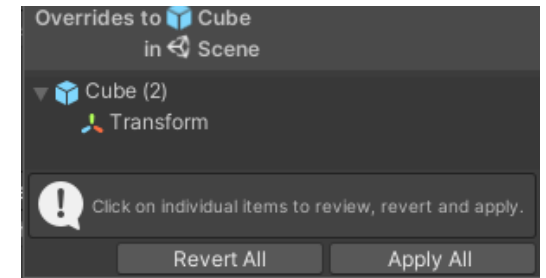 Overrides to Cube
in Scene
Cube (2)
Transform
Click on individual items to review, revert and apply.
Revert All
Apply All